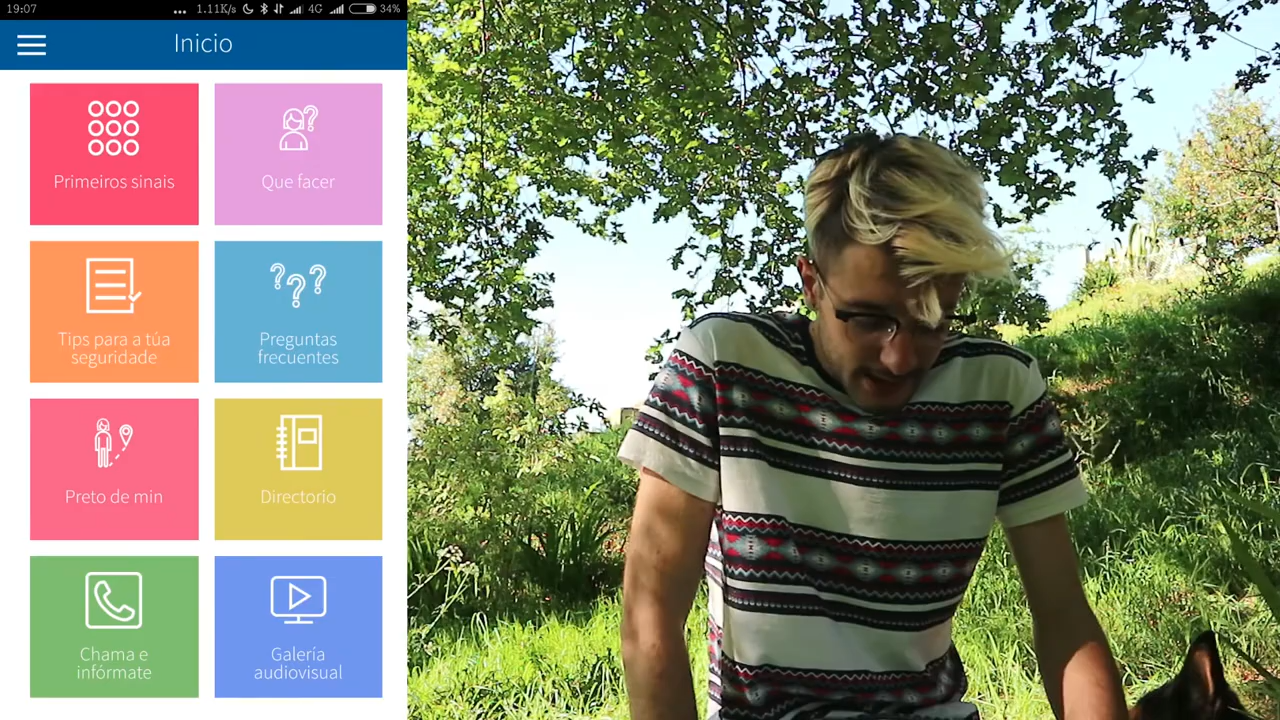 19:07 ... 1.11K/s 4G 34%
Inicio
Primeiros sinais
Que facer
Tips para a túa
seguridade
Preguntas
frecuentes
Preto de min
Directorio
Chama e
infórmate
Galería
audiovisual